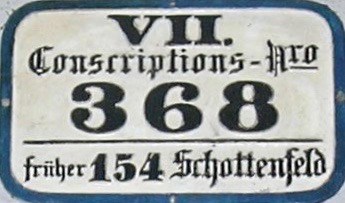 VII.
Conscriptions-Nro
368
früher 154 Schottenfeld